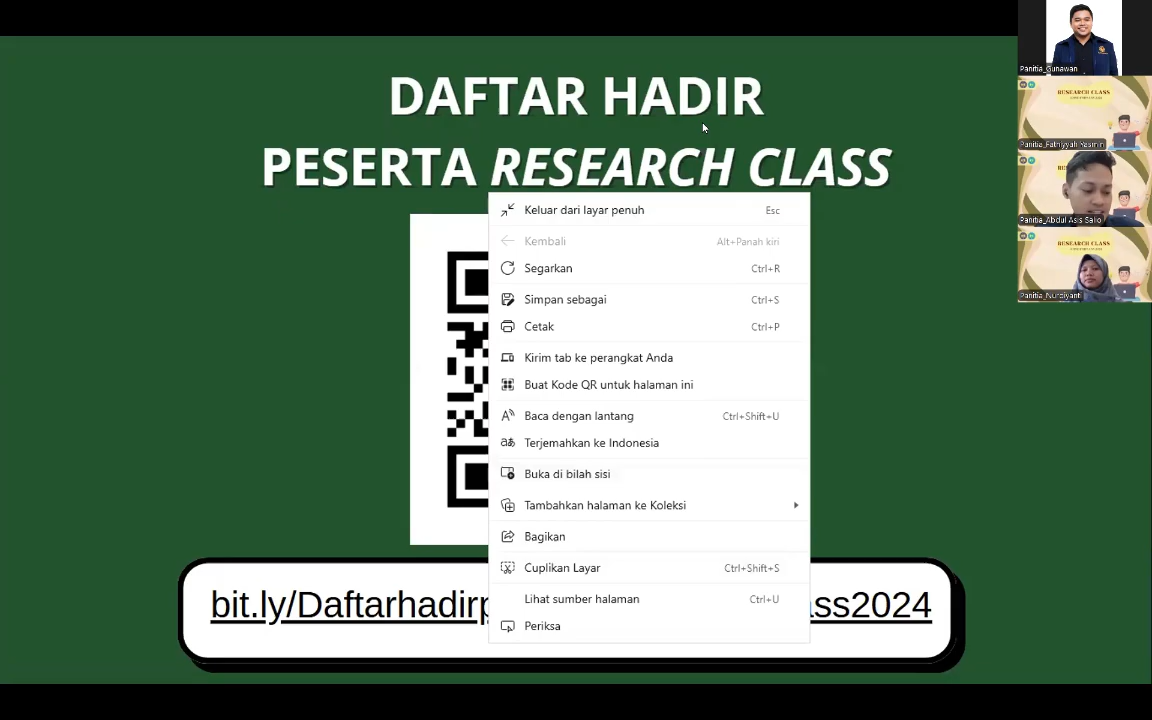 DAFTAR HADIR
PESERTA RESEARCH CLASS
Keluar dari layar penuh Esc
Kembali Alt+Panah kiri
Segarkan Ctrl+R
Simpan sebagai Ctrl+S
Cetak Ctrl+P
Kirim tab ke perangkat Anda
Buat Kode QR untuk halaman ini
Baca dengan lantang Ctrl+Shift+U
Terjemahkan ke Indonesia
Buka di bilah sisi
Tambahkan halaman ke Koleksi
Bagikan
Cuplikan Layar Ctrl+Shift+S
Lihat sumber halaman Ctrl+U
Periksa
bit.ly/Daftarhadirp ass2024
Panitia_Gunawan
RESEARCH CLASS
Panitia_Fathiyyah Yasmin
Panitia_Abdul Asis Salio
RESEARCH CLASS
Panitia_Nurdiyanti